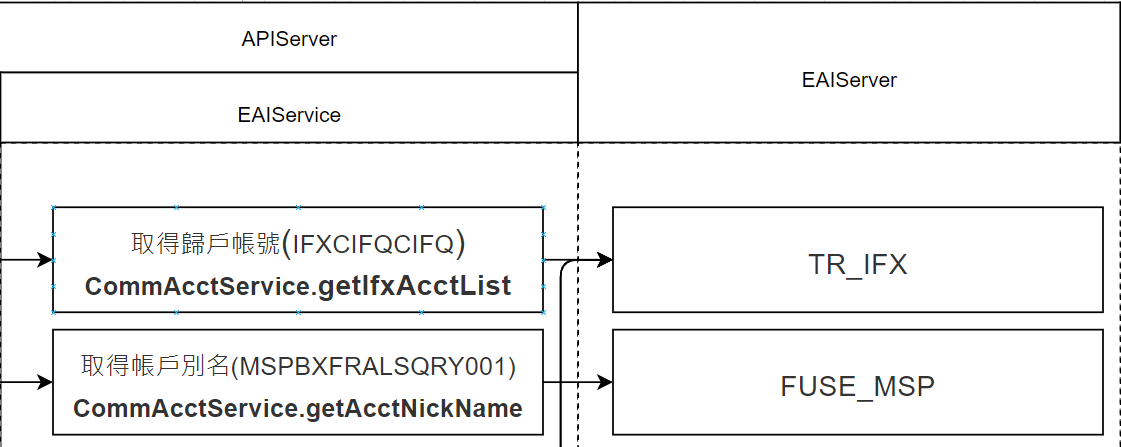 APIServer
EAIServer
EAIService
取得歸戶帳號(IFXCIFQCIFQ)
CommAcctService.getIfxAcctList
TR_IFX
取得帳戶別名(MSPBXFRALSQRY001)
CommAcctService.getAcctNickName
FUSE_MSP